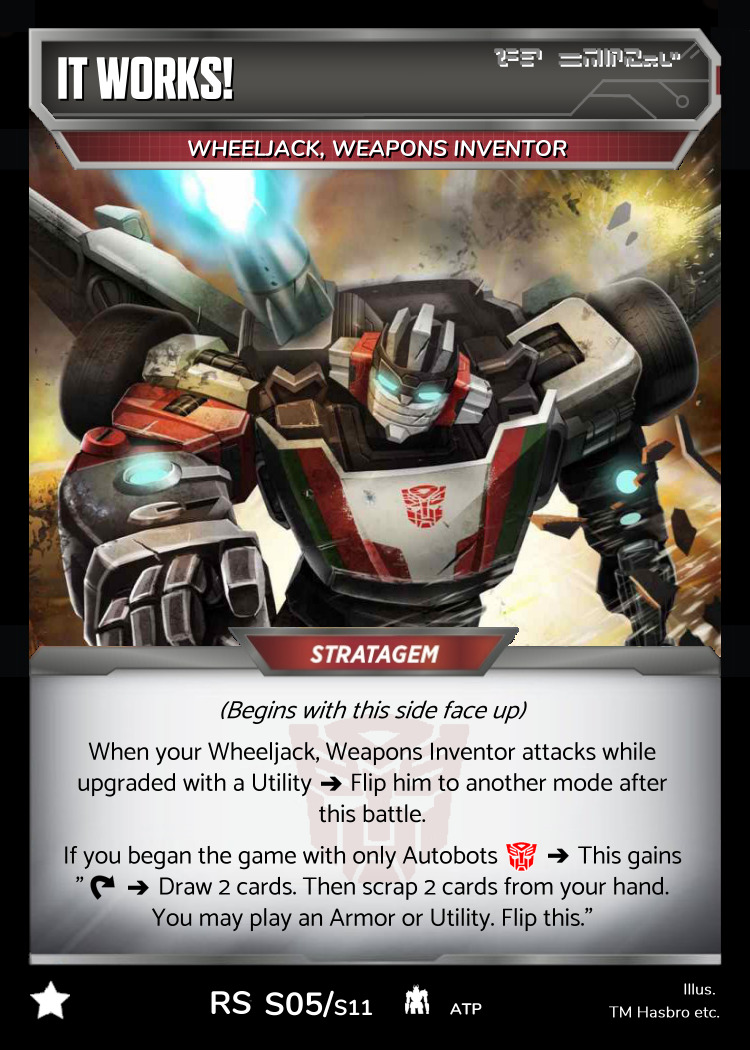 IT WORKS!
WHEELJACK, WEAPONS INVENTOR
STRATAGEM
(Begins with this side face up)
When your Wheeljack, Weapons Inventor attacks while
upgraded with a Utility ➔ Flip him to another mode after
this battle.
If you began the game with only Autobots ➔ This gains
” ➔ Draw 2 cards. Then scrap 2 cards from your hand.
You may play an Armor or Utility. Flip this.”
RS S05/S11 ATP
Illus.
TM Hasbro etc.